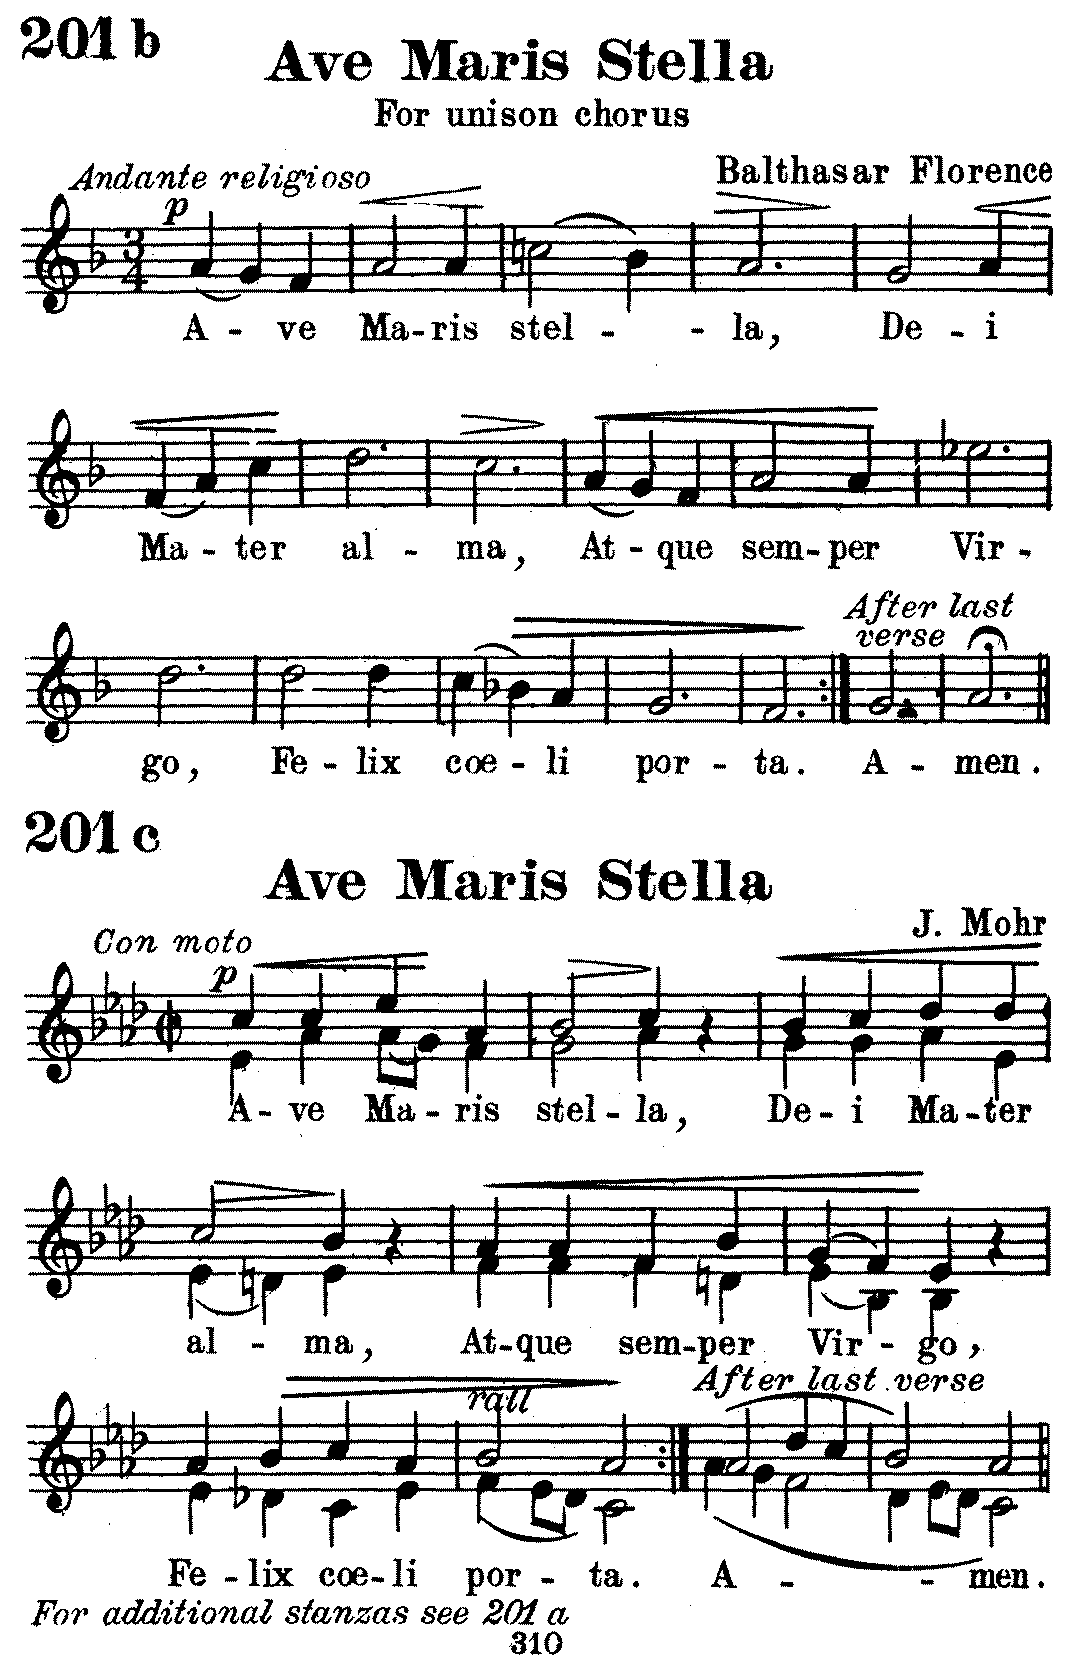 201 b
Ave Maris Stella
For unison chorus
Andante religioso
Balthasar Florence
p
A - ve Ma-ris stel - - la, De - i
Ma - ter al - ma, At - que sem-per Vir -
After last
verse
go, Fe - lix coe - li por - ta. A - men.
201 c
Ave Maris Stella
J. Mohr
Con moto
p
A - ve Ma - ris stel - la, De - i Ma - ter
al - ma, At-que sem-per Vir - go,
rall
After last verse
Fe - lix coe-li por - ta. A - - men.
For additional stanzas see 201 a
310